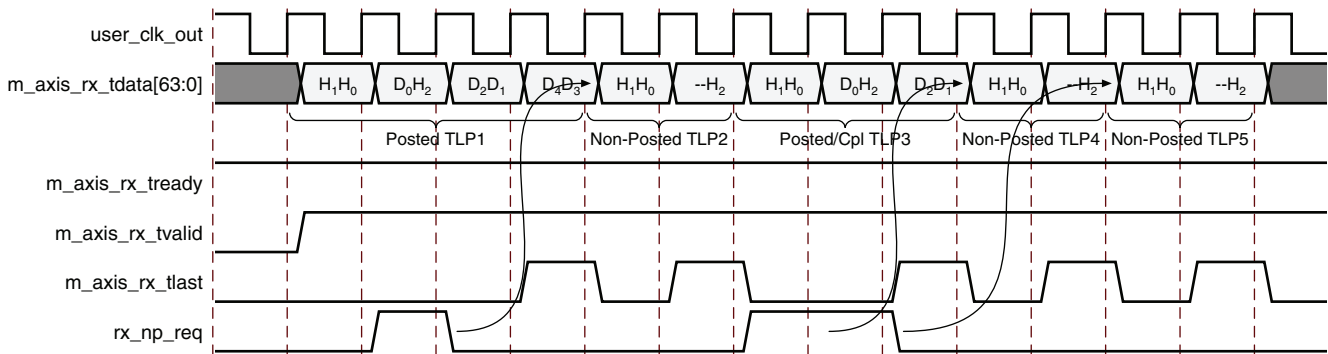 user_clk_out
m_axis_rx_tdata[63:0] H₁H₀ D₀H₂ D₂D₁ D₄D₃ H₁H₀ --H₂ H₁H₀ D₀H₂ D₂D₁ H₁H₀ --H₂ H₁H₀ --H₂
Posted TLP1 Non-Posted TLP2 Posted/Cpl TLP3 Non-Posted TLP4 Non-Posted TLP5
m_axis_rx_tready
m_axis_rx_tvalid
m_axis_rx_tlast
rx_np_req